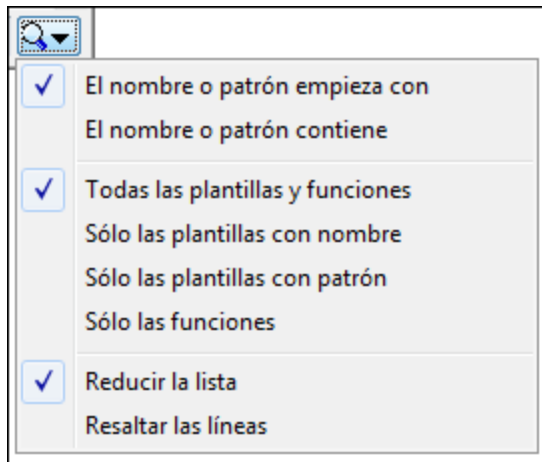 El nombre o patrón empieza con
El nombre o patrón contiene
Todas las plantillas y funciones
Sólo las plantillas con nombre
Sólo las plantillas con patrón
Sólo las funciones
Reducir la lista
Resaltar las líneas